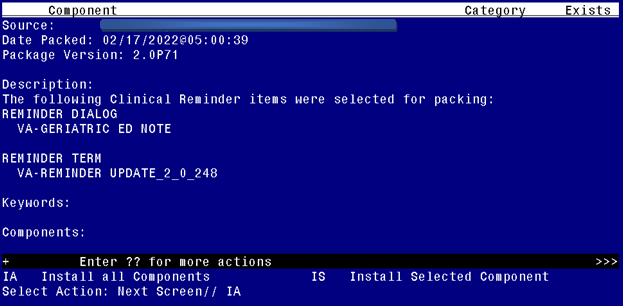 Component Category Exists
Source:
Date Packed: 02/17/2022@05:00:39
Package Version: 2.0P71
Description:
The following Clinical Reminder items were selected for packing:
REMINDER DIALOG
VA-GERIATRIC ED NOTE
REMINDER TERM
VA-REMINDER UPDATE_2_0_248
Keywords:
Components:
+ Enter ?? for more actions >>>
IA Install all Components IS Install Selected Component
Select Action: Next Screen// IA